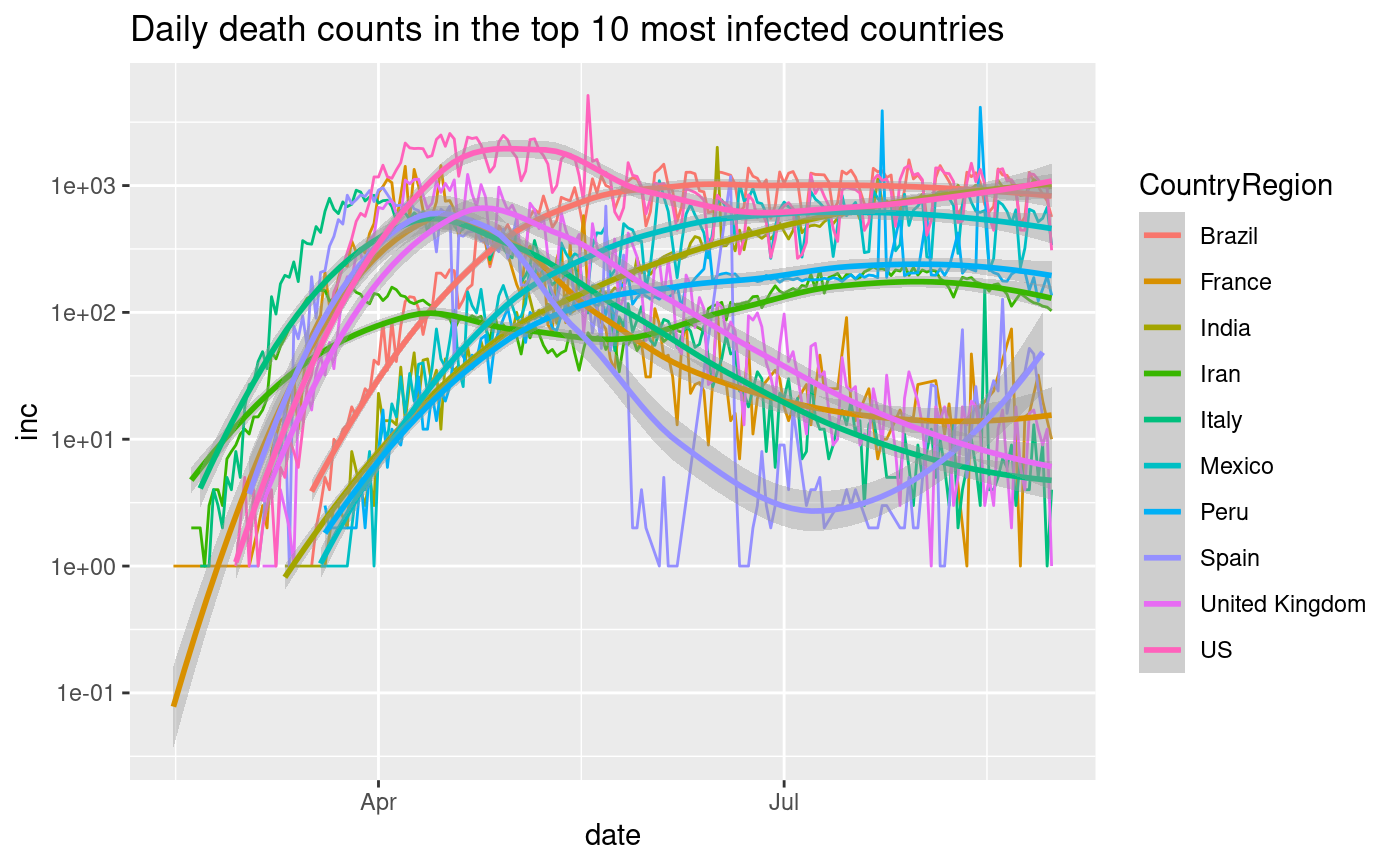 Daily death counts in the top 10 most infected countries
inc
1e+03
1e+02
1e+01
1e+00
1e-01
Apr
Jul
date
CountryRegion
Brazil
France
India
Iran
Italy
Mexico
Peru
Spain
United Kingdom
US